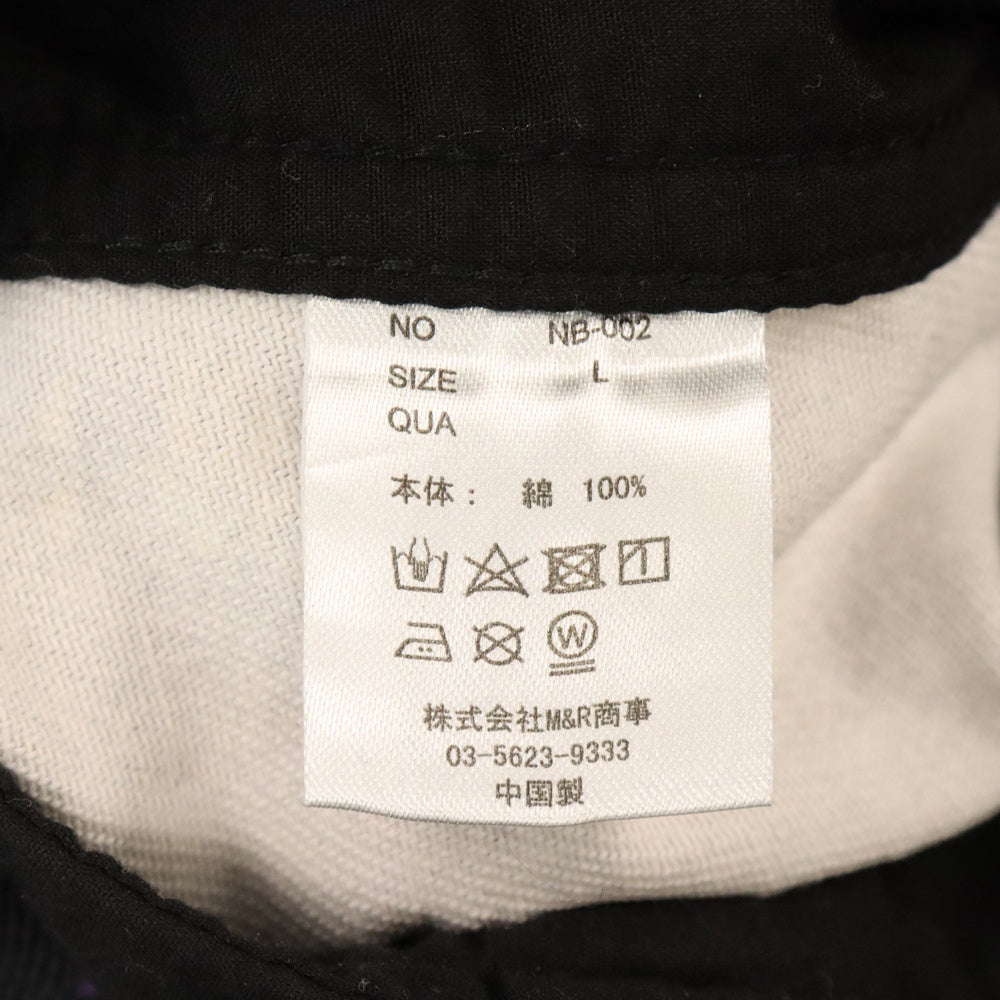 NO NB-002
SIZE L
QUA
本体： 綿 100%
W
株式会社M&R商事
03-5623-9333
中国製